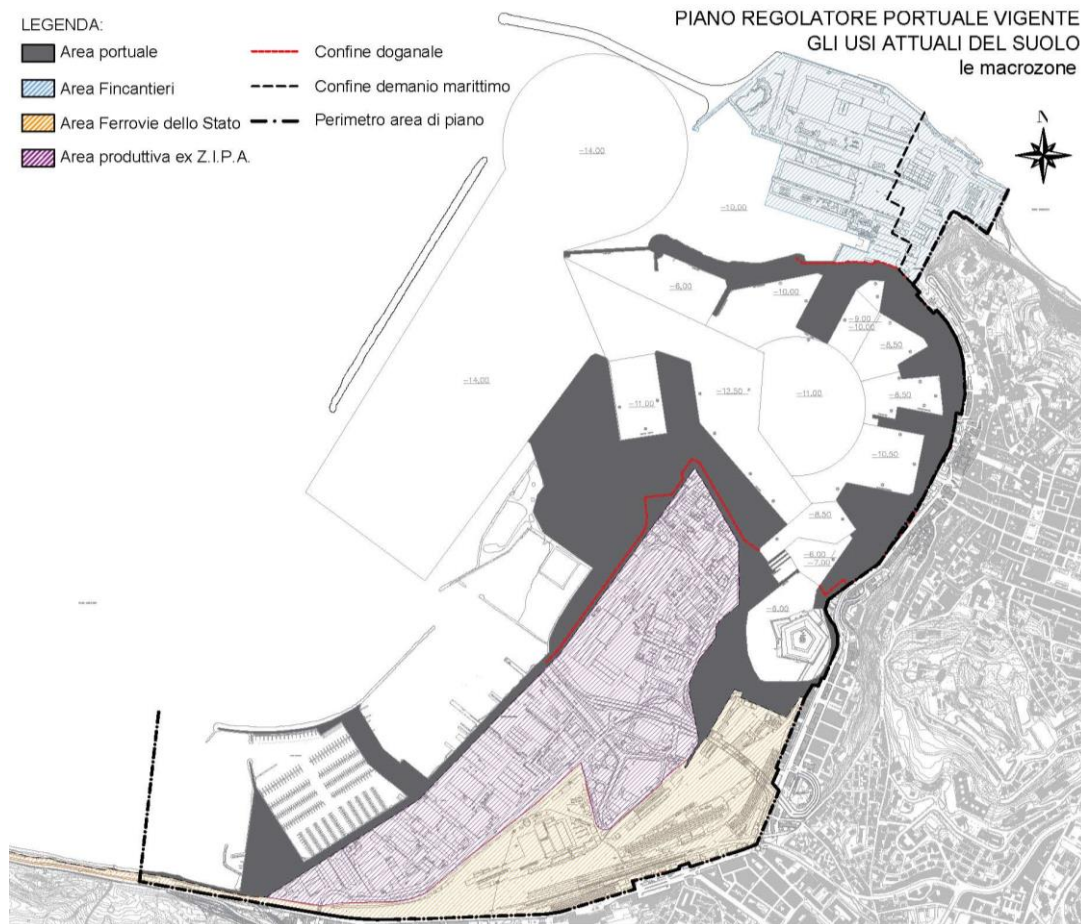 PIANO REGOLATORE PORTUALE VIGENTE
GLI USI ATTUALI DEL SUOLO
le macrozone
LEGENDA:
Area portuale
Area Fincantieri
Area Ferrovie dello Stato
Area produttiva ex Z.I.P.A.
Confine doganale
Confine demanio marittimo
Perimetro area di piano
N
-14.00
-10.00
-6.00
-10.00
-9.00
-10.00
-8.50
-14.00
-11.00
-12.50
-11.00
-8.50
-10.50
-8.50
-6.00
-7.00